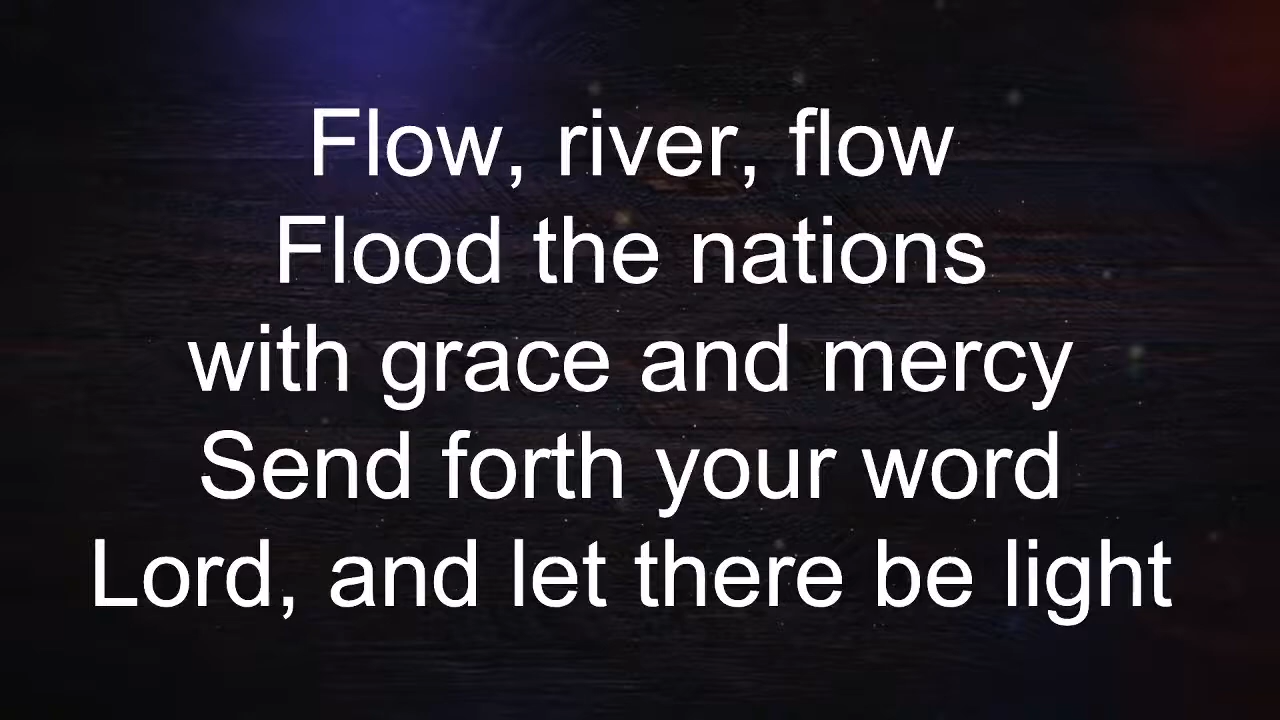 Flow, river, flow
Flood the nations
with grace and mercy
Send forth your word
Lord, and let there be light